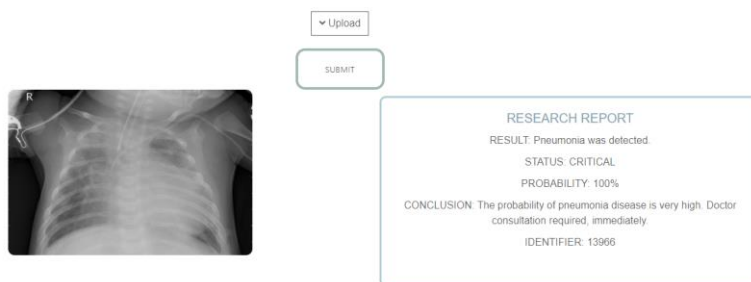 Upload
SUBMIT
R
RESEARCH REPORT
RESULT: Pneumonia was detected.
STATUS: CRITICAL
PROBABILITY: 100%
CONCLUSION: The probability of pneumonia disease is very high. Doctor
consultation required, immediately.
IDENTIFIER: 13966